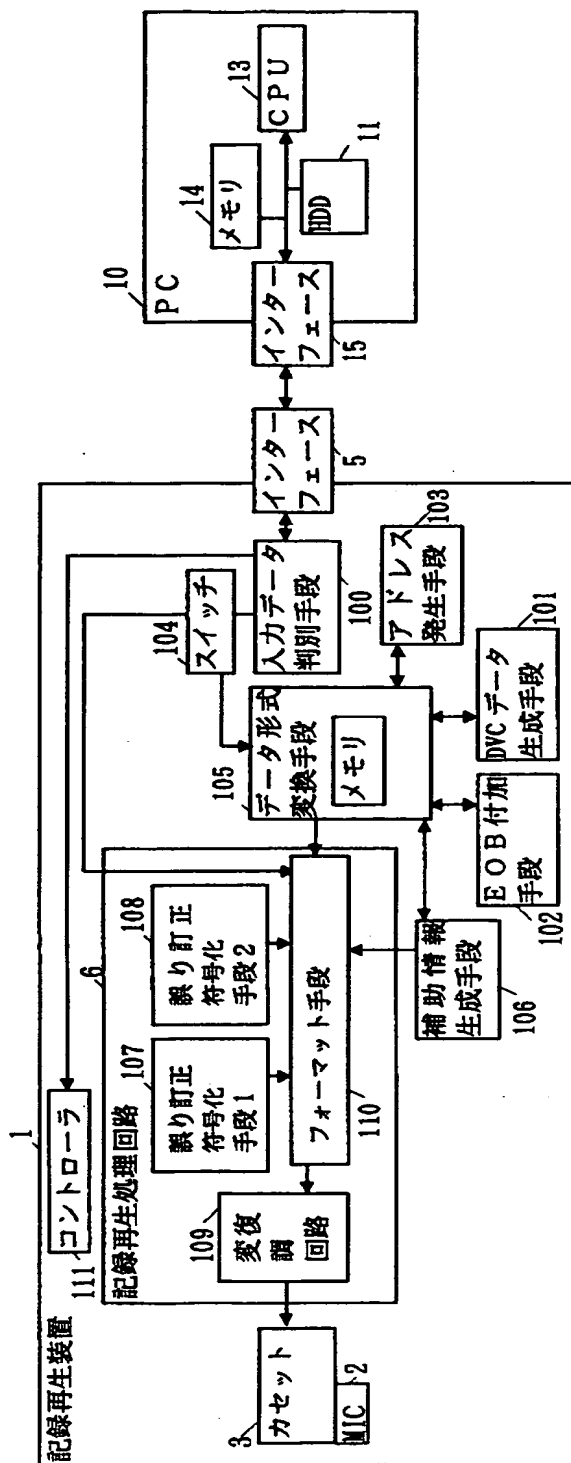 記録再生装置
1
コントローラ
111
記録再生処理回路
6
107
誤り訂正
符号化
手段1
108
誤り訂正
符号化
手段2
109
変復
調
回路
フォーマット手段
110
3
カセット
MIC
2
105
データ形式
変換手段
メモリ
104
スイッチ
入力データ
判別手段
100
インター
フェース
5
103
アドレス
発生手段
101
DVCデータ
生成手段
EOB付加
手段
102
補助情報
生成手段
106
10
PC
14
メモリ
13
CPU
11
HDD
インター
フェース
15